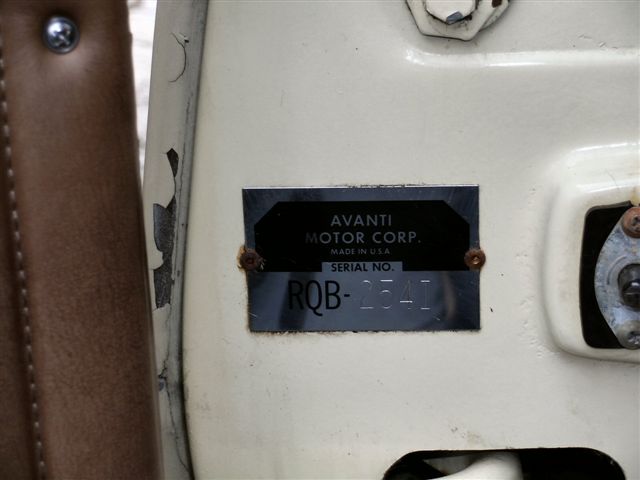 AVANTI
MOTOR CORP.
MADE IN U.S.A
SERIAL NO.
RQB-2541